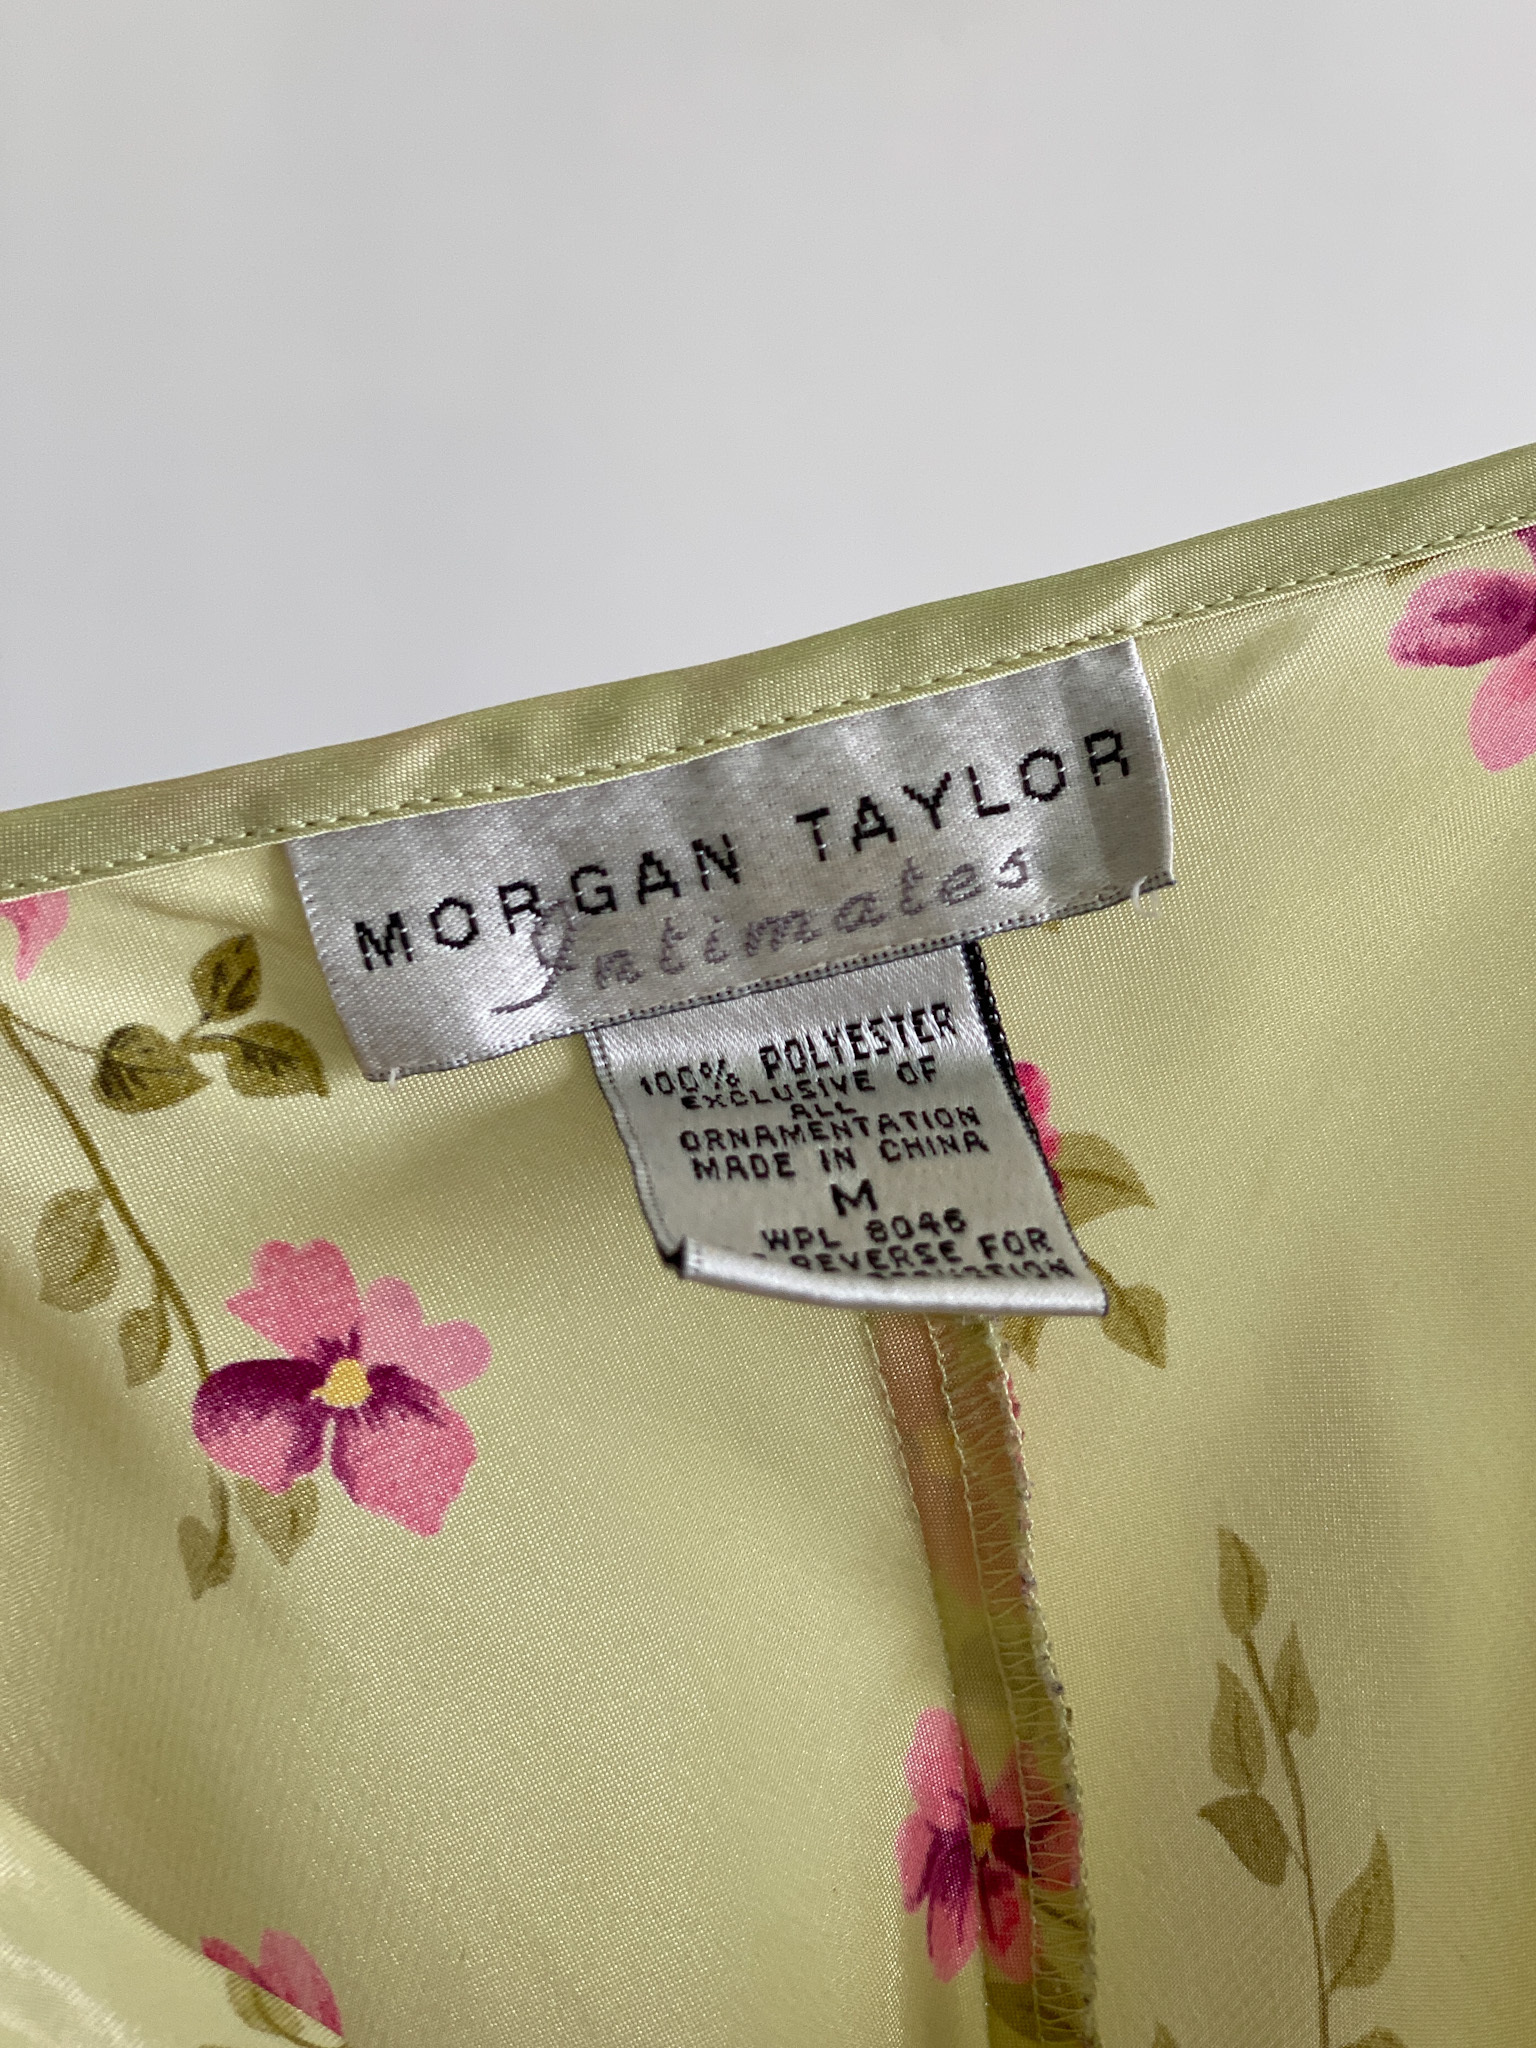 MORGAN TAYLOR
Intimates
100% POLYESTER
EXCLUSIVE OF
ALL
ORNAMENTATION
MADE IN CHINA
M
WPL 8046
REVERSE FOR